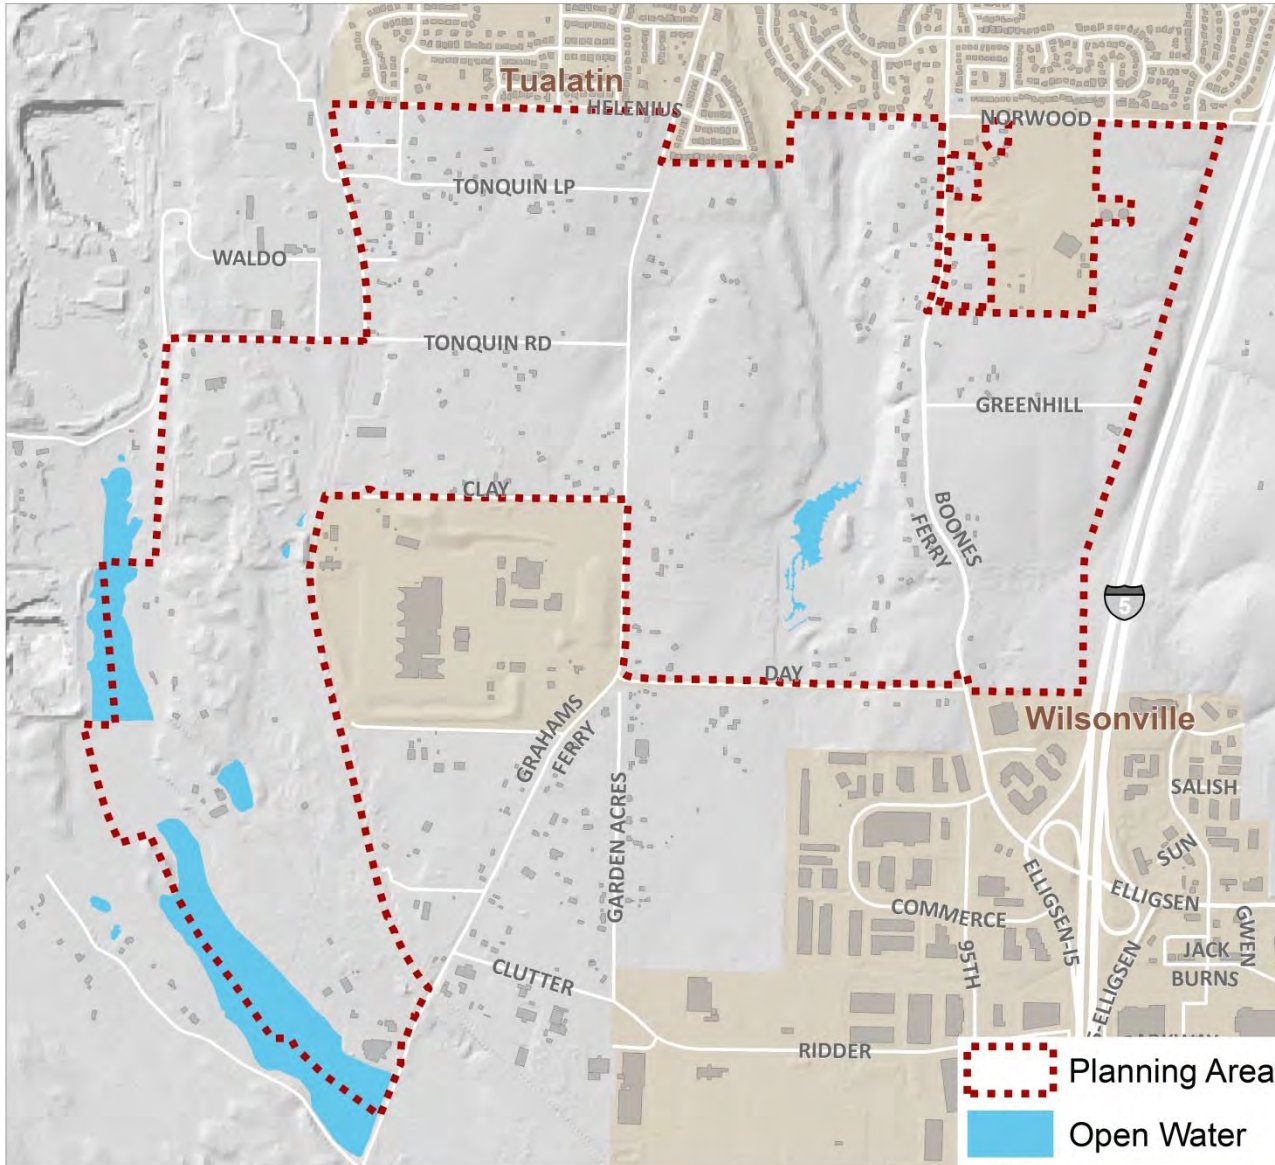 Tualatin
HELENIUS
NORWOOD
TONQUIN LP
WALDO
TONQUIN RD
GREENHILL
CLAY
BOONES
FERRY
5
DAY
Wilsonville
GRAHAMS
FERRY
SALISH
GARDEN ACRES
SUN
ELLIGSEN
ELLIGSEN-I5
COMMERCE
GWEN
95TH
JACK
BURNS
CLUTTER
-ELLIGSEN
RIDDER
Planning Area
Open Water